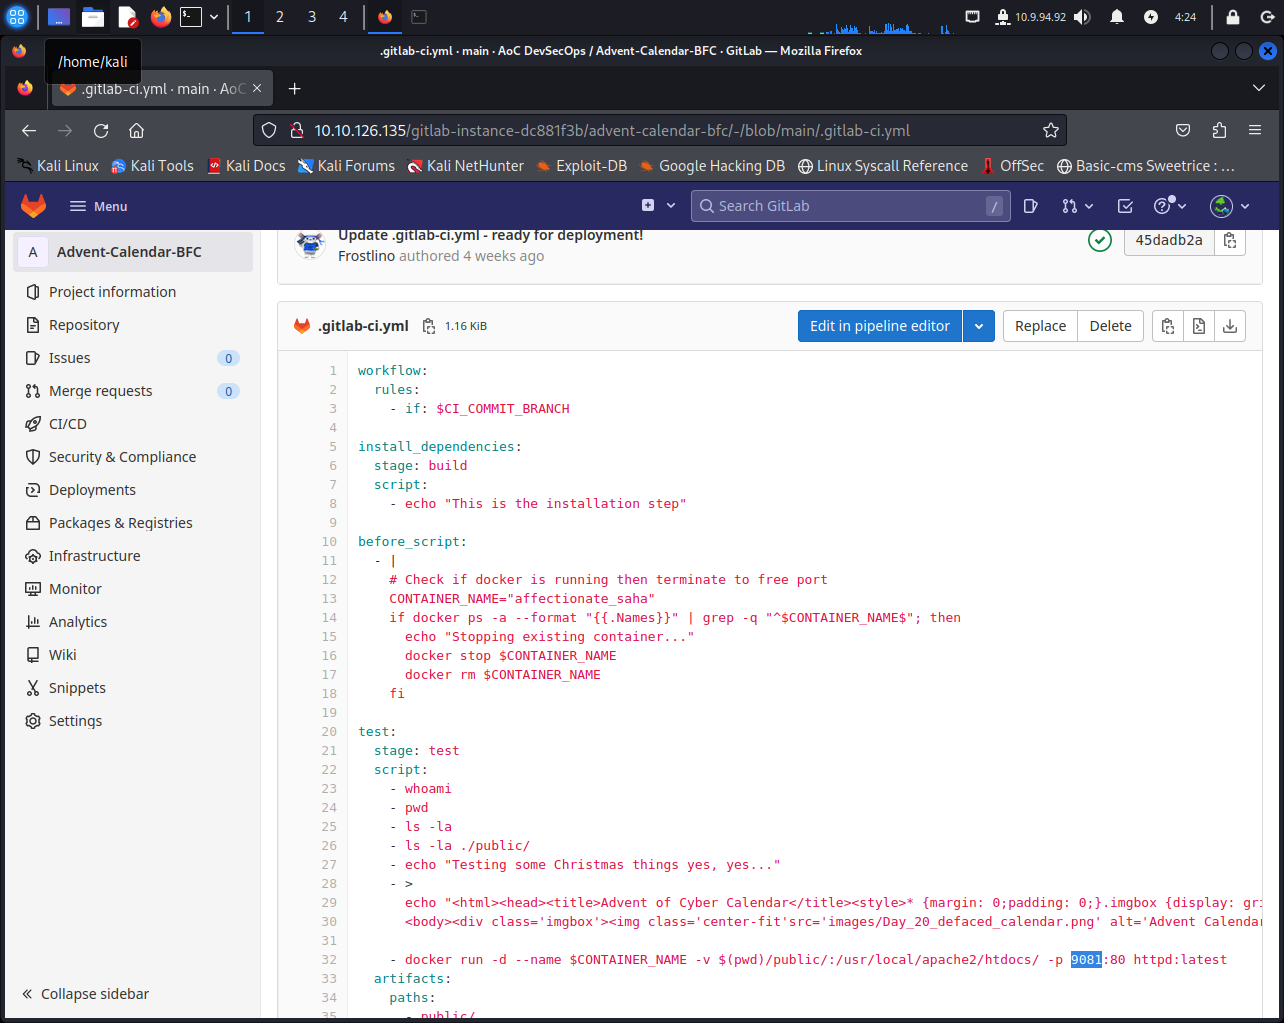 1 2 3 4 10.9.94.92 4:24
.gitlab-ci.yml · main · AoC DevSecOps / Advent-Calendar-BFC · GitLab — Mozilla Firefox
/home/kali
.gitlab-ci.yml · main · AoC
10.10.126.135/gitlab-instance-dc881f3b/advent-calendar-bfc/-/blob/main/.gitlab-ci.yml
Kali Linux Kali Tools Kali Docs Kali Forums Kali NetHunter Exploit-DB Google Hacking DB Linux Syscall Reference OffSec Basic-cms Sweetrice : ...
Menu Search GitLab /
A Advent-Calendar-BFC
Project information
Repository
Issues 0
Merge requests 0
CI/CD
Security & Compliance
Deployments
Packages & Registries
Infrastructure
Monitor
Analytics
Wiki
Snippets
Settings
Collapse sidebar
Update .gitlab-ci.yml - ready for deployment!
Frostlino authored 4 weeks ago
45dadb2a
.gitlab-ci.yml 1.16 KiB Edit in pipeline editor Replace Delete
1 workflow:
2 rules:
3 - if: $CI_COMMIT_BRANCH
4
5 install_dependencies:
6 stage: build
7 script:
8 - echo "This is the installation step"
9
10 before_script:
11 - |
12 # Check if docker is running then terminate to free port
13 CONTAINER_NAME="affectionate_saha"
14 if docker ps -a --format "{{.Names}}" | grep -q "^$CONTAINER_NAME$"; then
15 echo "Stopping existing container..."
16 docker stop $CONTAINER_NAME
17 docker rm $CONTAINER_NAME
18 fi
19
20 test:
21 stage: test
22 script:
23 - whoami
24 - pwd
25 - ls -la
26 - ls -la ./public/
27 - echo "Testing some Christmas things yes, yes..."
28 - >
29 echo "<html><head><title>Advent of Cyber Calendar</title><style>* {margin: 0;padding: 0;}.imgbox {display: gri
30 <body><div class='imgbox'><img class='center-fit'src='images/Day_20_defaced_calendar.png' alt='Advent Calendar
31
32 - docker run -d --name $CONTAINER_NAME -v $(pwd)/public/:/usr/local/apache2/htdocs/ -p 9081:80 httpd:latest
33 artifacts:
34 paths:
35 - public/